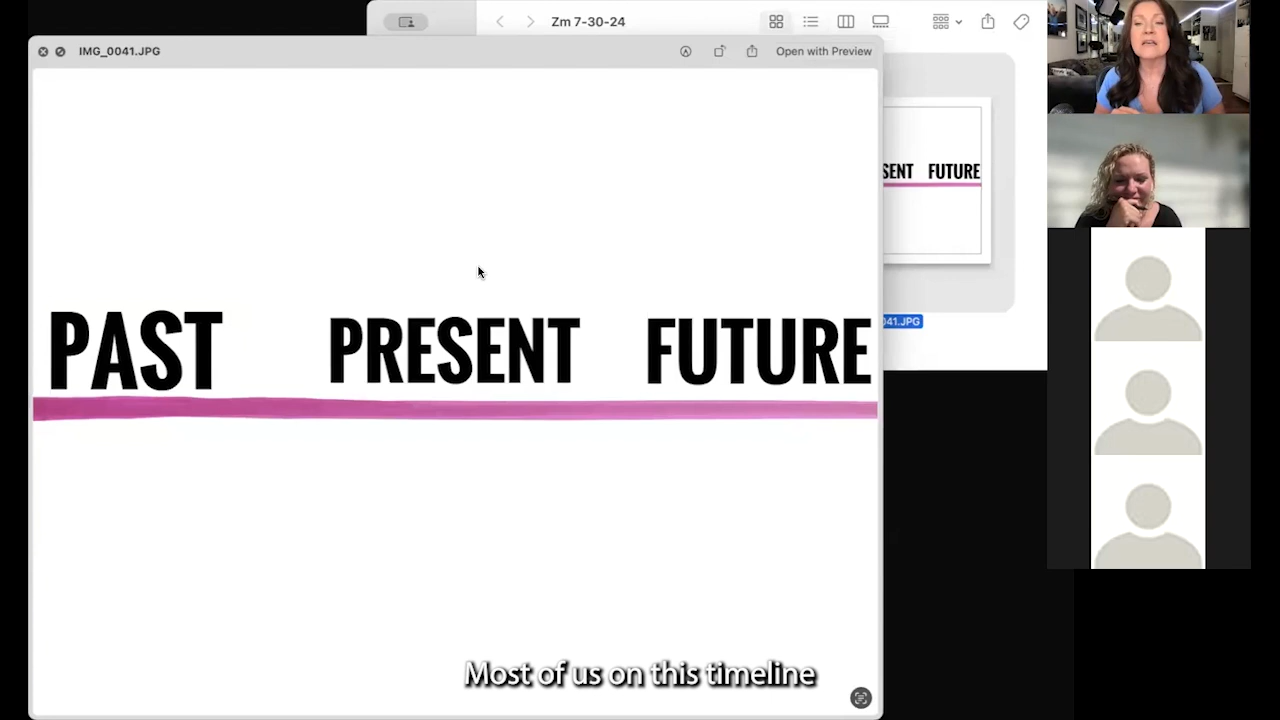 Zm 7-30-24
IMG_0041.JPG
Open with Preview
SENT FUTURE
041.JPG
PAST PRESENT FUTURE
Most of us on this timeline